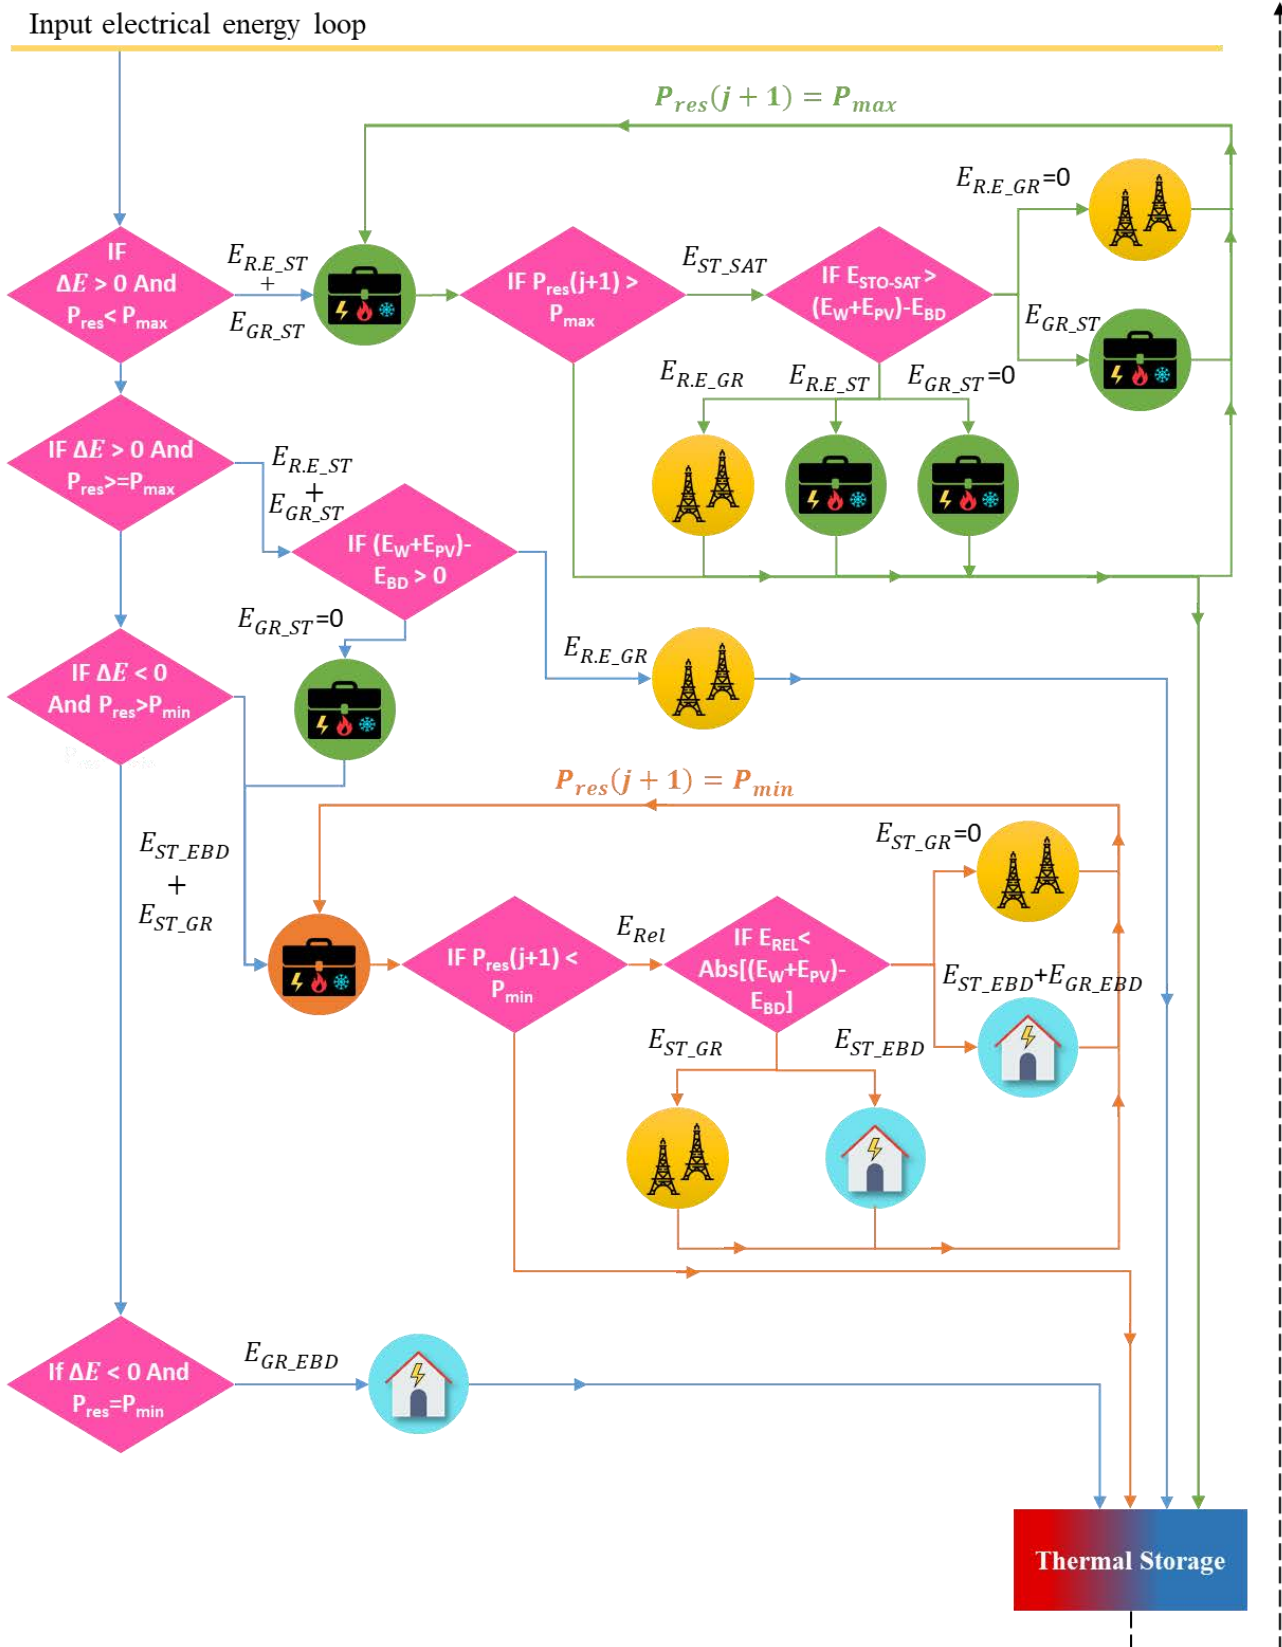 Input electrical energy loop
P_res(j + 1) = P_max
E_R.E_GR=0
IF
ΔE > 0 And
P_res< P_max
E_R.E_ST
+
E_GR_ST
IF P_res(j+1) >
P_max
E_ST_SAT
IF E_STO-SAT>
(E_W+E_PV)-E_BD
E_GR_ST
E_R.E_GR
E_R.E_ST
E_GR_ST=0
IF ΔE > 0 And
P_res>=P_max
E_R.E_ST
+
E_GR_ST
IF (E_W+E_PV)-
E_BD > 0
E_GR_ST=0
E_R.E_GR
IF ΔE < 0
And P_res>P_min
P_res(j + 1) = P_min
E_ST_EBD
+
E_ST_GR
E_ST_GR=0
IF P_res(j+1) <
P_min
E_Rel
IF E_REL<
Abs[(E_W+E_PV)-
E_BD]
E_ST_EBD+E_GR_EBD
E_ST_GR
E_ST_EBD
If ΔE < 0 And
P_res=P_min
E_GR_EBD
Thermal Storage